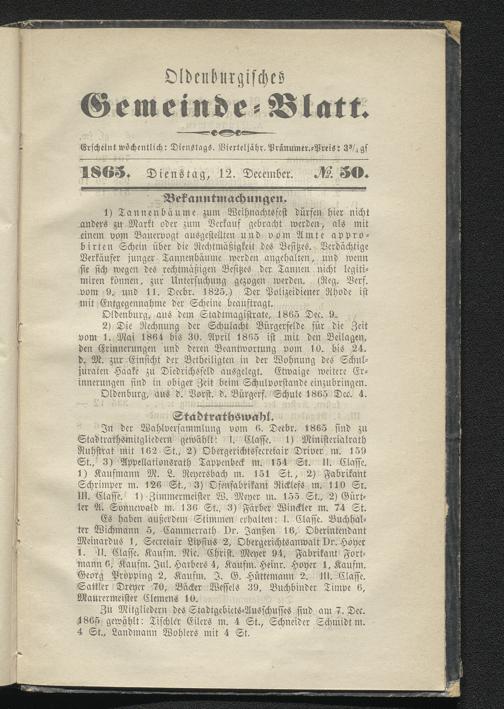 Oldenburgisches
Gemeinde-Blatt.
Erscheint wöchentlich: Dienstags. Vierteljähr. Pränumer.-Preis: 3¾ gf
1865. Dienstag, 12. December. № 50.
Bekanntmachungen.
1) Tannenbäume zum Weihnachtsfest dürfen hier nicht
anders zu Markt oder zum Verkauf gebracht werden, als mit
einem vom Bauervogt ausgestellten und vom Amte appro-
birten Schein über die Rechtmäßigkeit des Besitzes. Verdächtige
Verkäufer junger Tannenbäume werden angehalten, und wenn
sie sich wegen des rechtmäßigen Besitzes der Tannen nicht legiti-
miren können, zur Untersuchung gezogen werden. (Reg. Verf.
vom 9. und 11. Decbr. 1825.) Der Polizeidiener Rhode ist
mit Entgegennahme der Scheine beauftragt.
Oldenburg, aus dem Stadtmagistrate, 1865 Dec. 9.
2) Die Rechnung der Schulacht Bürgerfelde für die Zeit
vom 1. Mai 1864 bis 30. April 1865 ist mit den Beilagen,
den Erinnerungen und deren Beantwortung vom 10. bis 24.
d. M. zur Einsicht der Betheiligten in der Wohnung des Schul-
juraten Haake zu Diedrichsfeld ausgelegt. Etwaige weitere Er-
innerungen sind in obiger Zeit beim Schulvorstande einzubringen.
Oldenburg, aus d. Vorst. d. Bürgerf. Schule 1865 Dec. 4.
Stadtrathswahl.
In der Wahlversammlung vom 6. Decbr. 1865 sind zu
Stadtrathsmitgliedern gewählt: I. Classe. 1) Ministerialrath
Ruhstrat mit 162 St., 2) Obergerichtssecretair Driver m. 159
St., 3) Appellationsrath Tappenbeck m. 154 St. II. Classe.
1) Kaufmann M. L. Reyersbach m. 151 St., 2) Fabrikant
Schrimper m. 126 St., 3) Ofenfabrikant Ricklefs m. 110 St.
III. Classe. 1) Zimmermeister W. Meyer m. 155 St., 2) Gürt-
ler A. Sonnewald m. 136 St., 3) Färber Winckler m. 74 St.
Es haben außerdem Stimmen erhalten: I. Classe. Buchhal-
ter Wichmann 5, Cammerrath Dr. Janßen 16, Oberintendant
Meinardus 1, Secretair Lipsius 2, Obergerichtsanwalt Dr. Hoyer
1. II. Classe. Kaufm. Nic. Christ. Meyer 94, Fabrikant Fort-
mann 6, Kaufm. Jul. Harbers 4, Kaufm. Heinr. Hoyer 1, Kaufm.
Georg Pröpping 2, Kaufm. J. G. Hüttemann 2. III. Classe.
Sattler Dreyer 70, Bäcker Wessels 39, Buchbinder Timpe 6,
Maurermeister Clemens 10.
Zu Mitgliedern des Stadtgebiets-Ausschusses sind am 7. Dec.
1865 gewählt: Tischler Eilers m. 4 St., Schneider Schmidt m.
4 St., Landmann Wohlers mit 4 St.